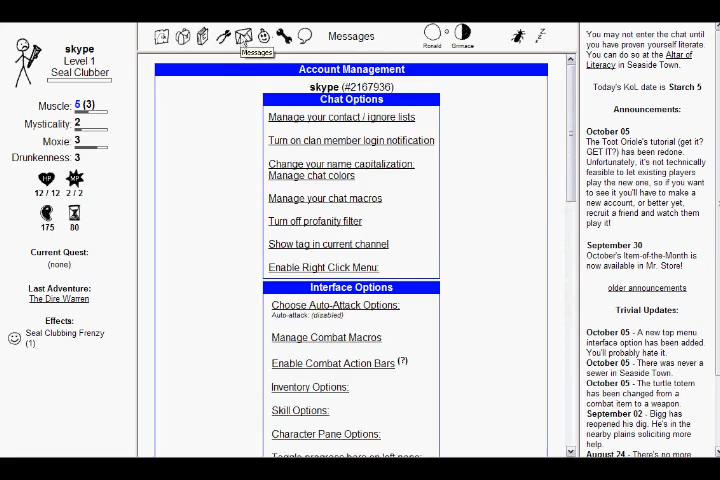 skype
Level 1
Seal Clubber
Muscle: 5 (3)
Mysticality: 2
Moxie: 3
Drunkenness: 3
HP
MP
12 / 12
2 / 2
175
80
Current Quest:
(none)
Last Adventure:
The Dire Warren
Effects:
Seal Clubbing Frenzy
(1)
Messages
Messages
Ronald
Grimace
Account Management
skype (#2167936)
Chat Options
Manage your contact / ignore lists
Turn on clan member login notification
Change your name capitalization:
Manage chat colors
Manage your chat macros
Turn off profanity filter
Show tag in current channel
Enable Right Click Menu:
Interface Options
Choose Auto-Attack Options:
Auto-attack: (disabled)
Manage Combat Macros
Enable Combat Action Bars (?)
Inventory Options:
Skill Options:
Character Pane Options:
Toggle progress bars on left pane:
You may not enter the chat until
you have proven yourself literate.
You can do so at the Altar of
Literacy in Seaside Town.
Today's KoL date is Starch 5
Announcements:
October 05
The Toot Oriole's tutorial (get it?
GET IT?) has been redone.
Unfortunately, it's not technically
feasible to let existing players
play the new one, so if you want
to see it you'll have to make a
new account, or better yet,
recruit a friend and watch them
play it!
September 30
October's Item-of-the-Month is
now available in Mr. Store!
older announcements
Trivial Updates:
October 05 - A new top menu
interface option has been added.
You'll probably hate it.
October 05 - There was never a
sewer in Seaside Town.
October 05 - The turtle totem
has been changed from a
combat item to a weapon.
September 02 - Bigg has
reopened his dig. He's in the
nearby plains soliciting more
help.
August 24 - There's no more